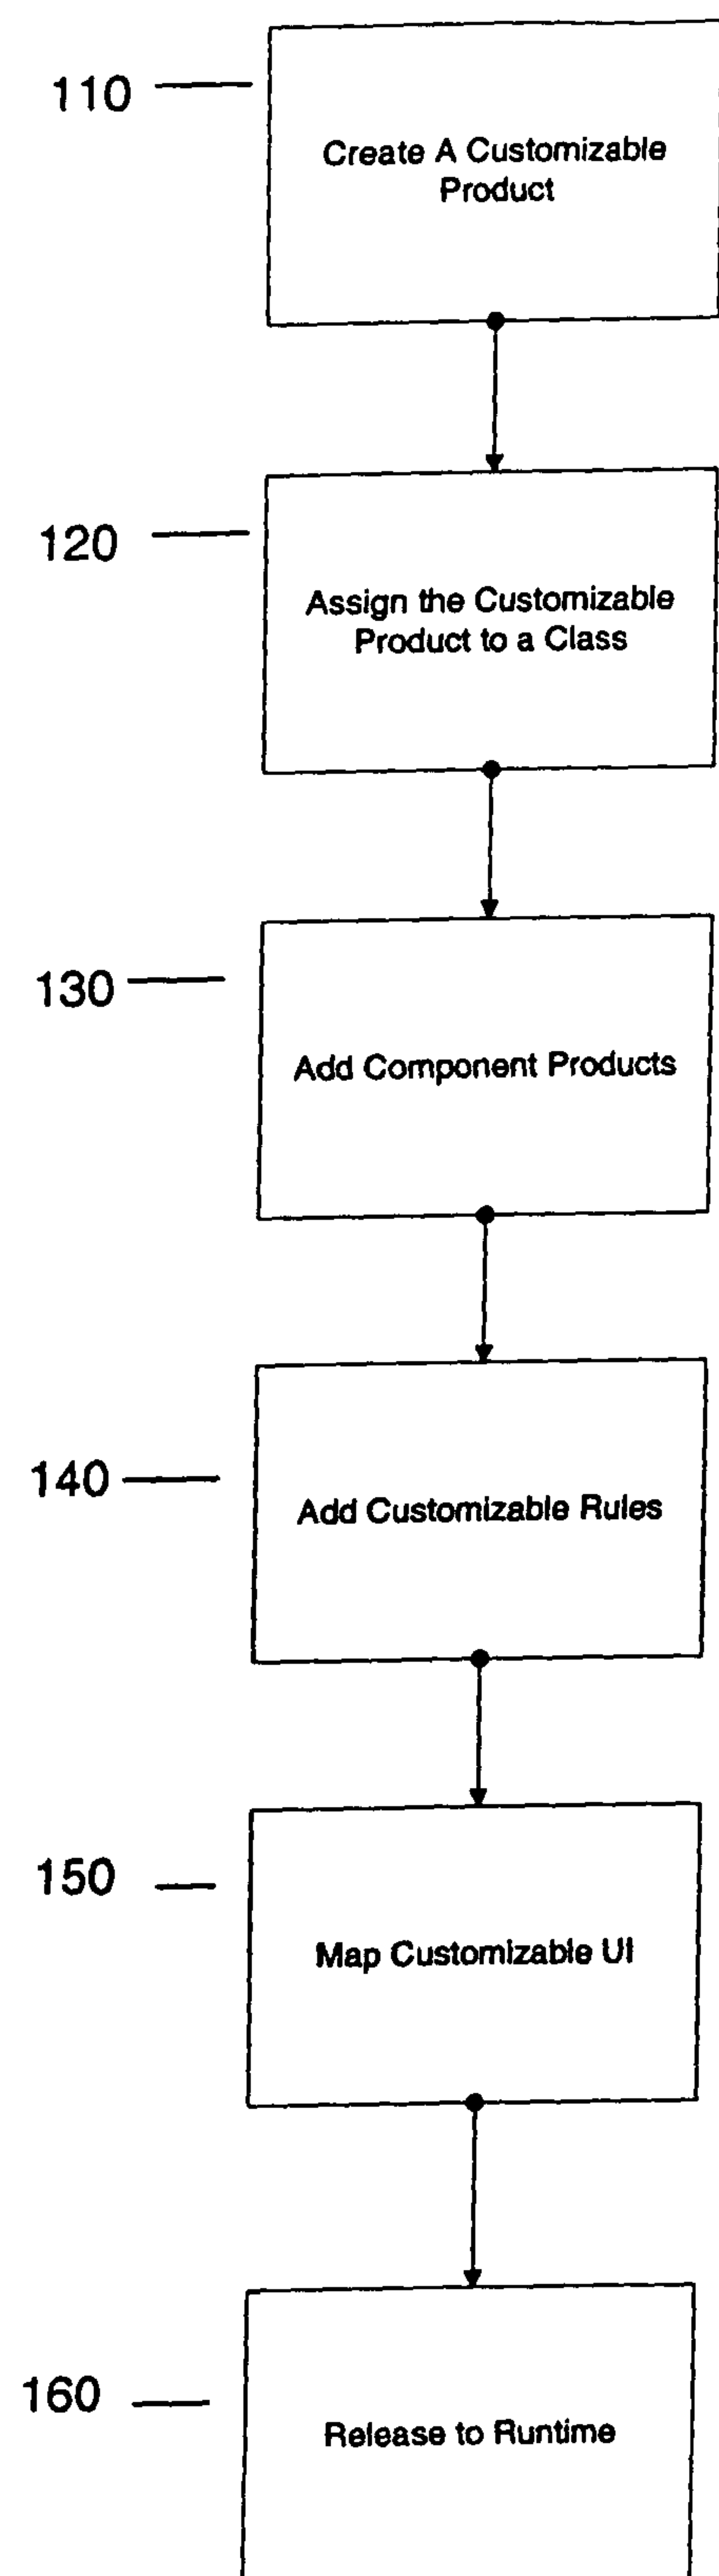 110
Create A Customizable
Product
120
Assign the Customizable
Product to a Class
130
Add Component Products
140
Add Customizable Rules
150
Map Customizable UI
160
Release to Runtime